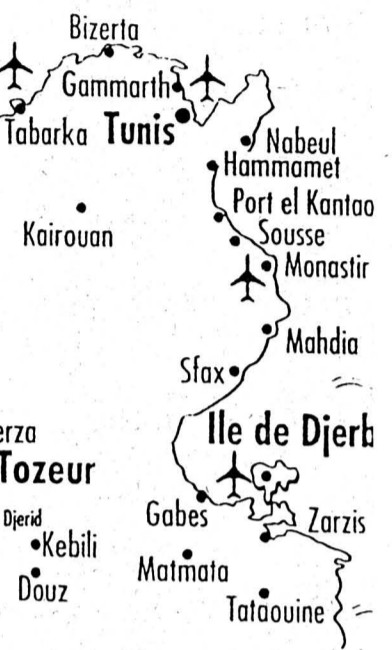 Bizerta
Gammarth
Tabarka
Tunis
Nabeul
Hammamet
Port el Kantao
Kairouan
Sousse
Monastir
Mahdia
Sfax
erza
Ile de Djerb
Tozeur
Gabes
Zarzis
Djerid
Kebili
Matmata
Douz
Tataouine